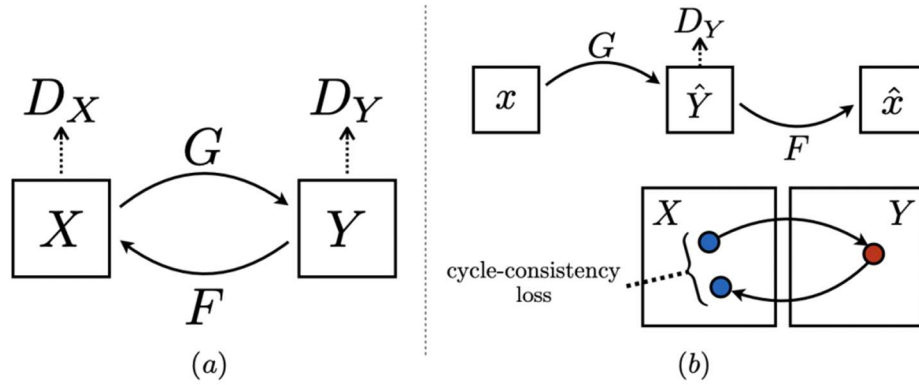 D_X
D_Y
G
X
Y
F
(a)
D_Y
G
x
Ŷ
x̂
F
X
Y
cycle-consistency
loss
(b)